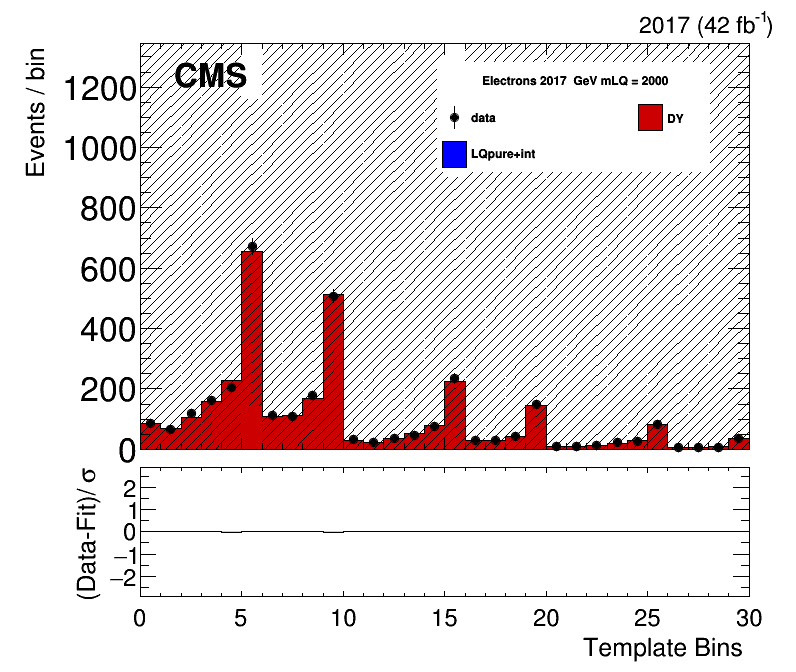 2017 (42 fb-1)
CMS
Electrons 2017 GeV mLQ = 2000
data
DY
LQpure+int
Events / bin
1200
1000
800
600
400
200
0
(Data-Fit)/ σ
2
1
0
−1
−2
0 5 10 15 20 25 30
Template Bins